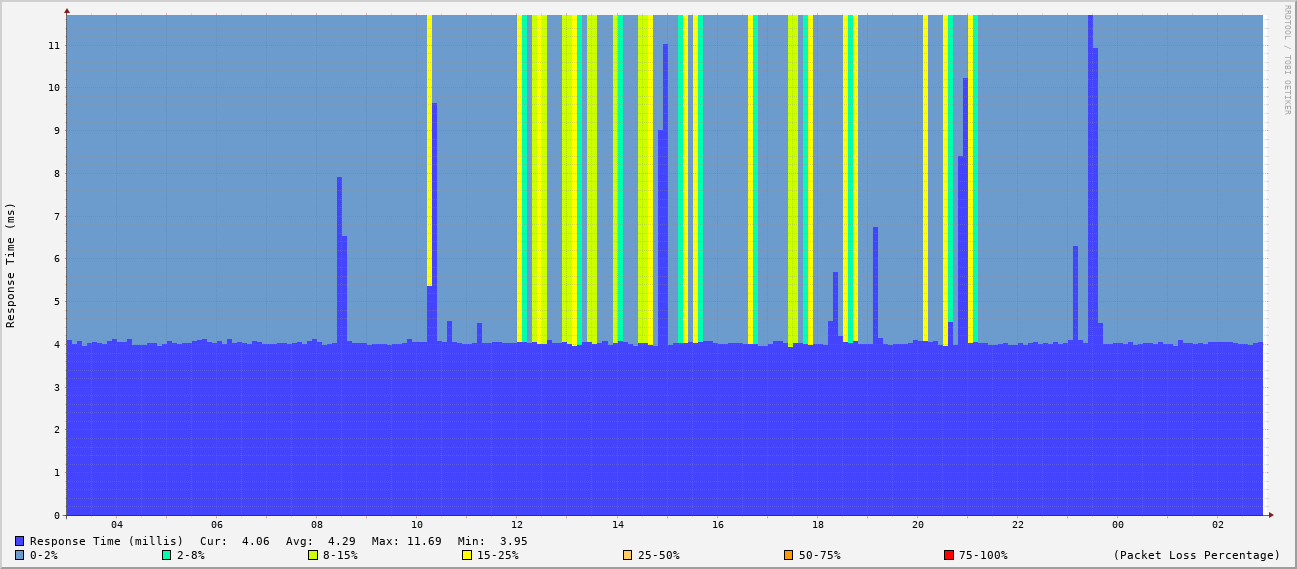 RRDTOOL / TOBI OETIKER
Response Time (ms)
11
10
9
8
7
6
5
4
3
2
1
0
04 06 08 10 12 14 16 18 20 22 00 02
Response Time (millis) Cur: 4.06 Avg: 4.29 Max: 11.69 Min: 3.95
0-2% 2-8% 8-15% 15-25% 25-50% 50-75% 75-100% (Packet Loss Percentage)